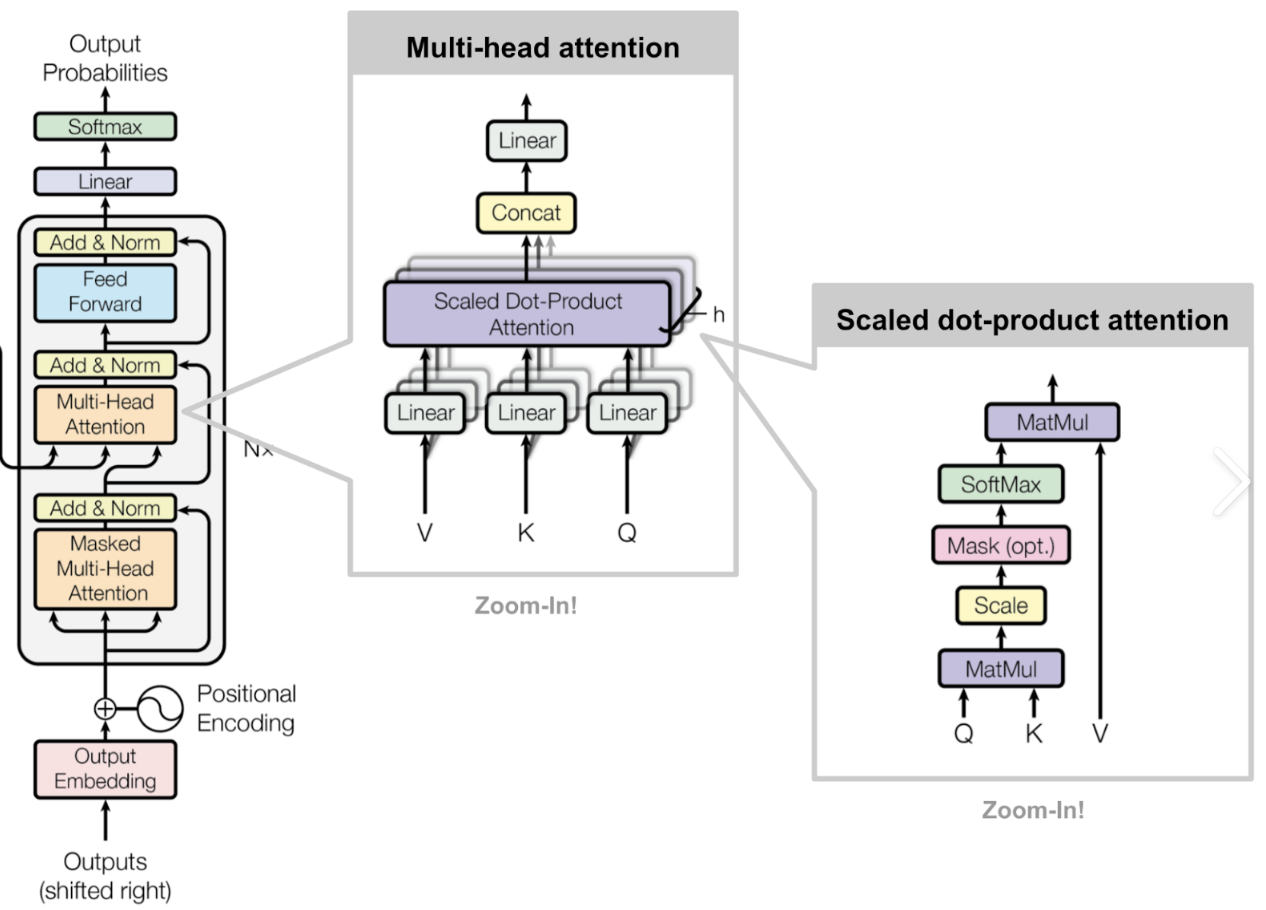 Output
Probabilities
Softmax
Linear
Add & Norm
Feed
Forward
Add & Norm
Multi-Head
Attention
Nx
Add & Norm
Masked
Multi-Head
Attention
Positional
Encoding
Output
Embedding
Outputs
(shifted right)
Multi-head attention
Linear
Concat
Scaled Dot-Product
Attention
h
Linear
Linear
Linear
V
K
Q
Zoom-In!
Scaled dot-product attention
MatMul
SoftMax
Mask (opt.)
Scale
MatMul
Q
K
V
Zoom-In!